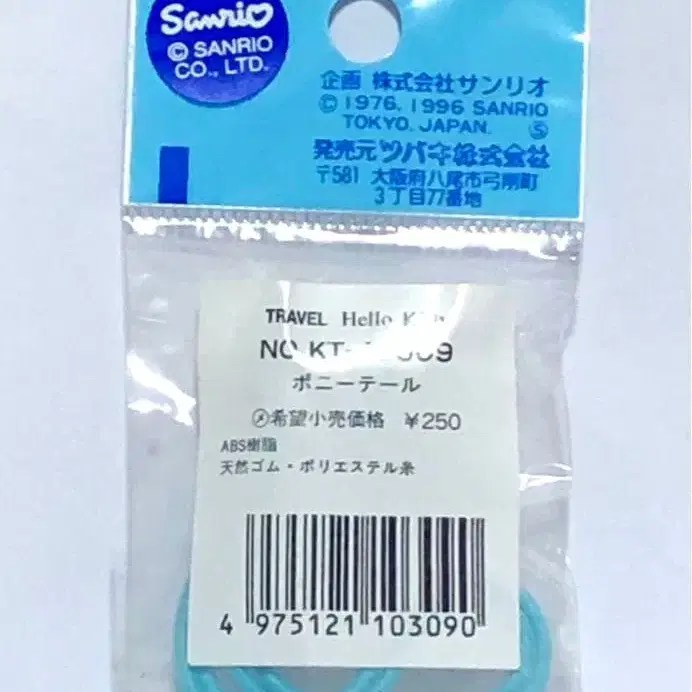 Sanrio
© SANRIO
CO., LTD.
企画 株式会社サンリオ
© 1976, 1996 SANRIO
TOKYO, JAPAN. Ⓢ
発売元 ツバキ株式会社
〒581 大阪府八尾市弓削町
3丁目77番地
TRAVEL Hello
ポニーテール
㋱希望小売価格 ¥250
ABS樹脂
天然ゴム・ポリエステル糸
4 975121 103090